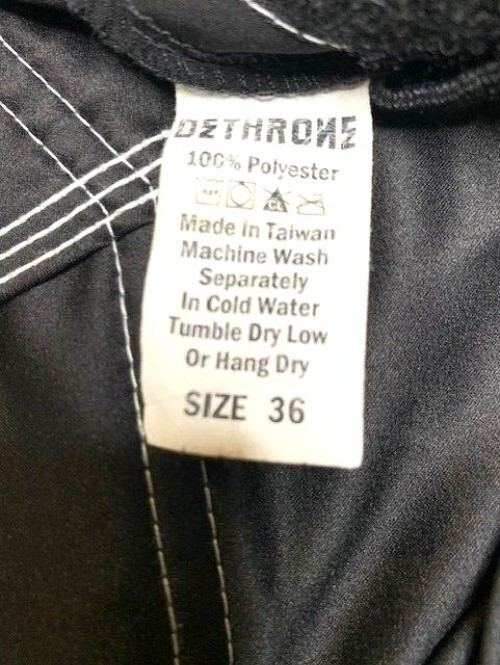 DETHRONE
100% Polyester
Made in Taiwan
Machine Wash
Separately
In Cold Water
Tumble Dry Low
Or Hang Dry
SIZE 36